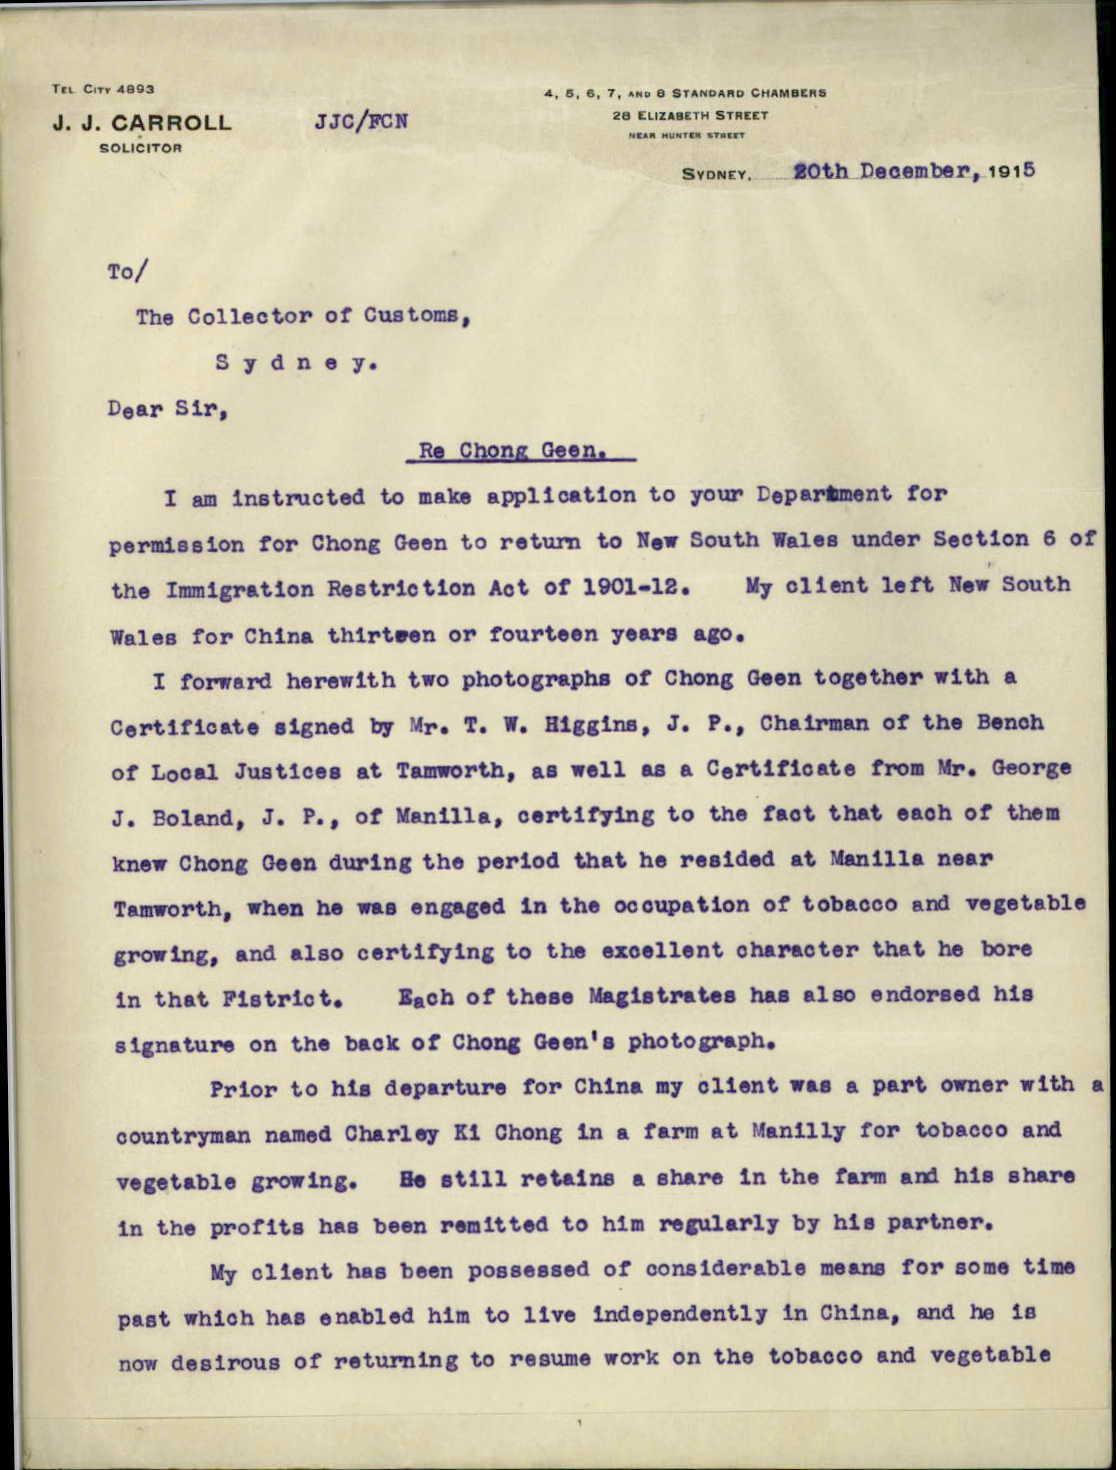 TEL. CITY 4893
J. J. CARROLL
SOLICITOR
JJC/FCN
4, 5, 6, 7, AND 8 STANDARD CHAMBERS
28 ELIZABETH STREET
NEAR HUNTER STREET
SYDNEY, 20th December, 1915
To/
The Collector of Customs,
S y d n e y.
Dear Sir,
Re Chong Geen.
I am instructed to make application to your Department for
permission for Chong Geen to return to New South Wales under Section 6 of
the Immigration Restriction Act of 1901-12. My client left New South
Wales for China thirteen or fourteen years ago.
I forward herewith two photographs of Chong Geen together with a
Certificate signed by Mr. T. W. Higgins, J. P., Chairman of the Bench
of Local Justices at Tamworth, as well as a Certificate from Mr. George
J. Boland, J. P., of Manilla, certifying to the fact that each of them
knew Chong Geen during the period that he resided at Manilla near
Tamworth, when he was engaged in the occupation of tobacco and vegetable
growing, and also certifying to the excellent character that he bore
in that Fistrict. Each of these Magistrates has also endorsed his
signature on the back of Chong Geen's photograph.
Prior to his departure for China my client was a part owner with a
countryman named Charley Ki Chong in a farm at Manilly for tobacco and
vegetable growing. He still retains a share in the farm and his share
in the profits has been remitted to him regularly by his partner.
My client has been possessed of considerable means for some time
past which has enabled him to live independently in China, and he is
now desirous of returning to resume work on the tobacco and vegetable